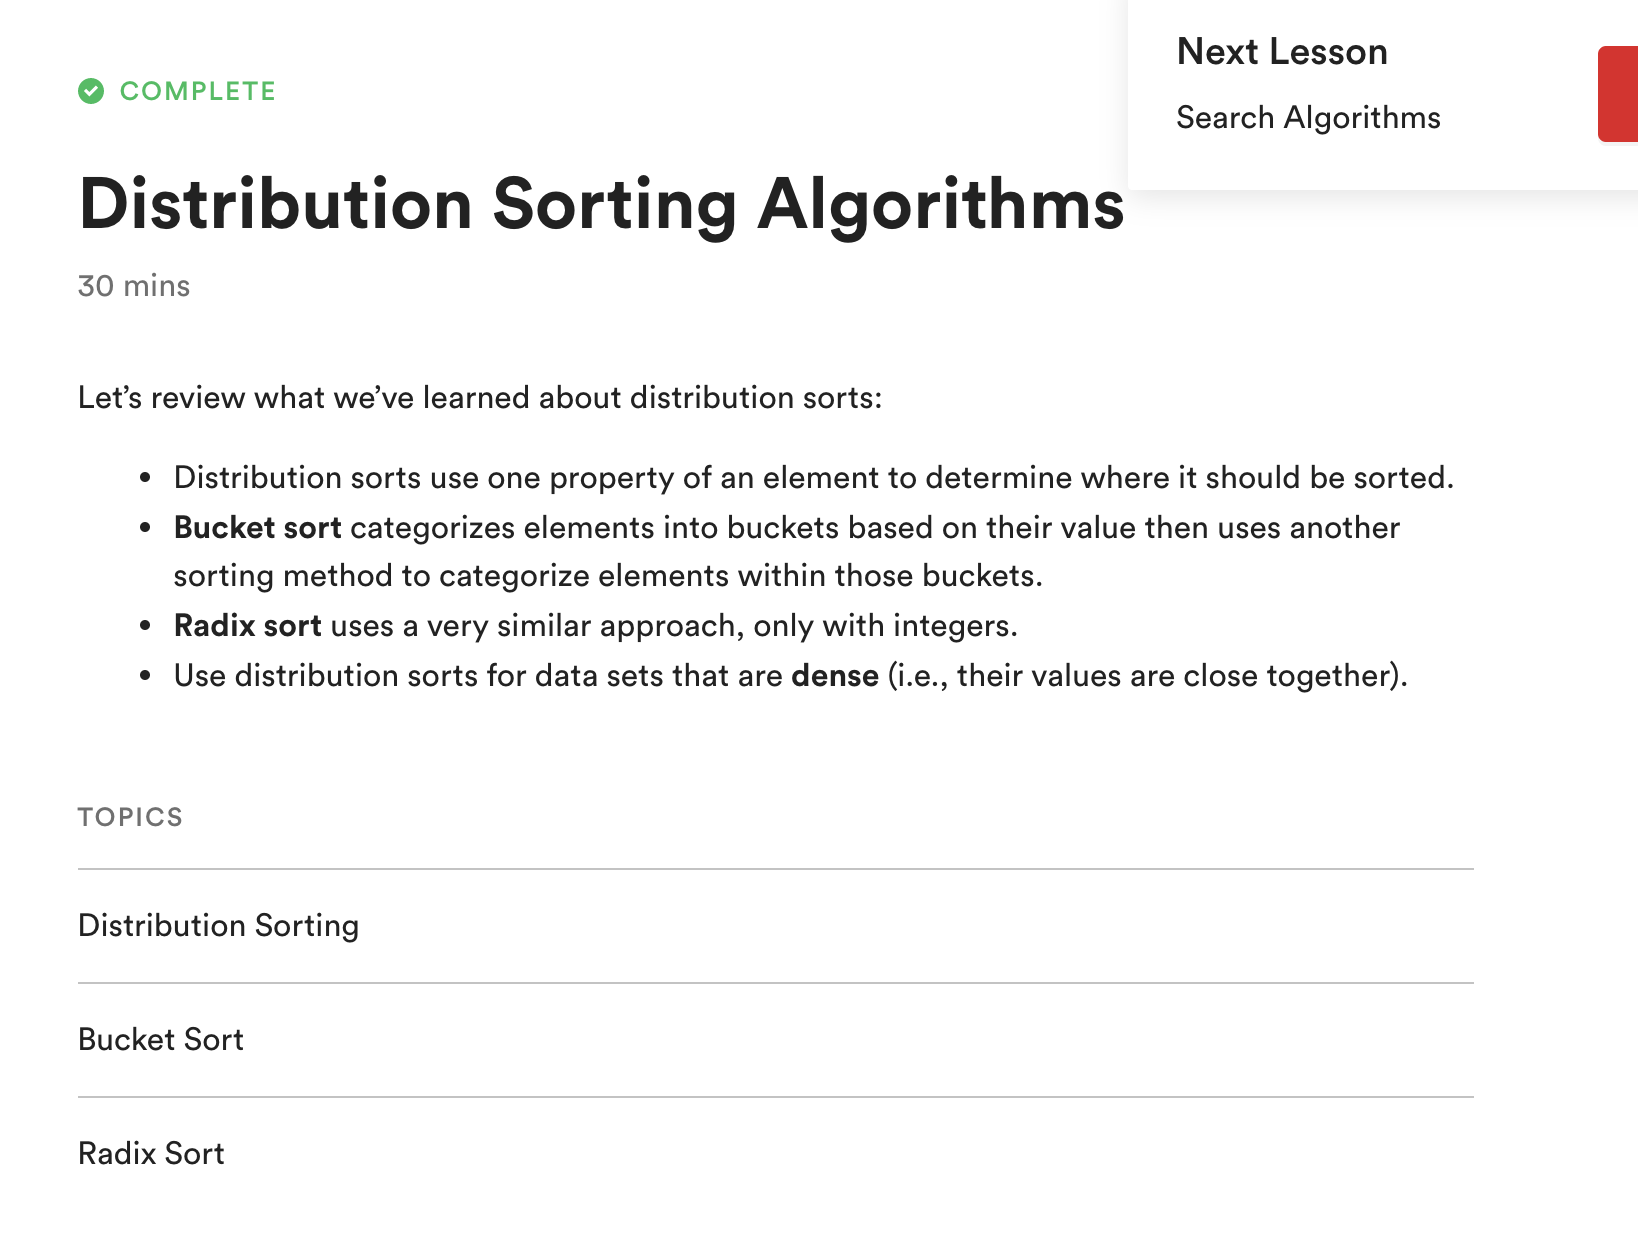 COMPLETE
Next Lesson
Search Algorithms
Distribution Sorting Algorithms
30 mins
Let’s review what we’ve learned about distribution sorts:
Distribution sorts use one property of an element to determine where it should be sorted.
Bucket sort categorizes elements into buckets based on their value then uses another
sorting method to categorize elements within those buckets.
Radix sort uses a very similar approach, only with integers.
Use distribution sorts for data sets that are dense (i.e., their values are close together).
TOPICS
Distribution Sorting
Bucket Sort
Radix Sort